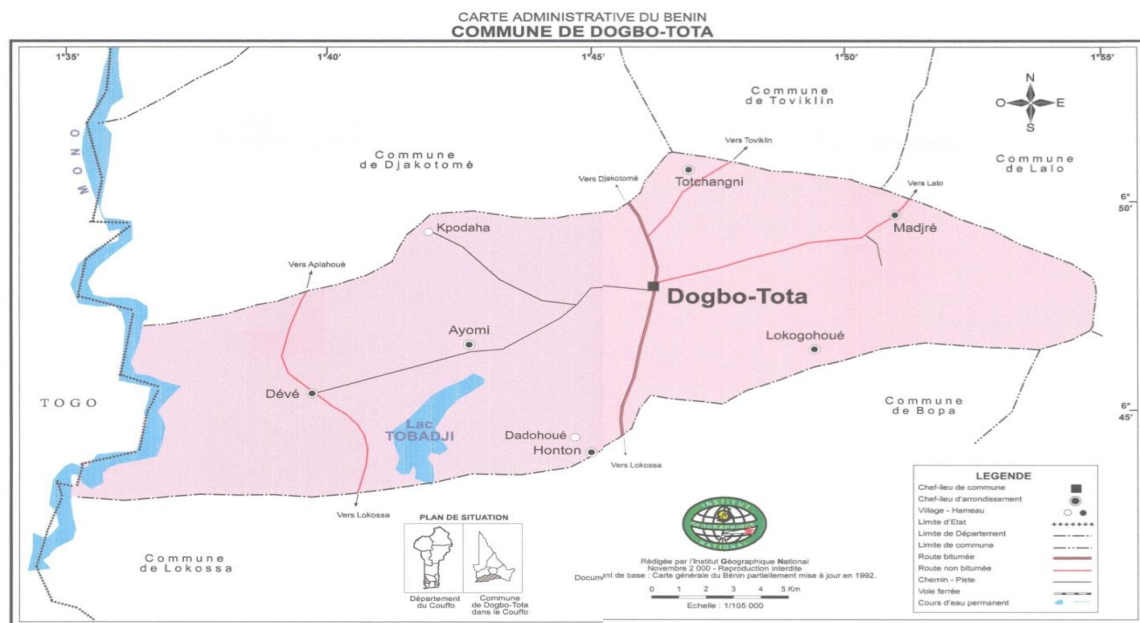 CARTE ADMINISTRATIVE DU BENIN
COMMUNE DE DOGBO-TOTA
1°35' 1°40' 1°45' 1°50' 1°55'
Commune
de Toviklin
N
O E
S
MONO
Commune
de Djakotomè
Commune
de Lalo
Vers Toviklin
Vers Djakotomè
Totchangni
Vers Lalo
6°
50'
Madjré
Kpodaha
Vers Aplahoué
Dogbo-Tota
Ayomi
Lokogohoué
Dévé
TOGO
Commune
de Bopa
6°
45'
Lac
TOBADJI
Dadohoué
Honton
Vers Lokossa
Vers Lokossa
Commune
de Lokossa
PLAN DE SITUATION
Département
du Couffo
Commune
de Dogbo-Tota
dans le Couffo
INSTITUT
GEOGRAPHIQUE
NATIONAL
Rédigée par l'Institut Géographique National
Novembre 2 000 - Reproduction interdite
Docum nt de base : Carte générale du Bénin partiellement mise à jour en 1992.
0 1 2 3 4 5 Km
Echelle : 1/105 000
LEGENDE
Chef-lieu de commune
Chef-lieu d'arrondissement
Village - Hameau
Limite d'Etat
Limite de Département
Limite de commune
Route bitumée
Route non bitumée
Chemin - Piste
Voie ferrée
Cours d'eau permanent